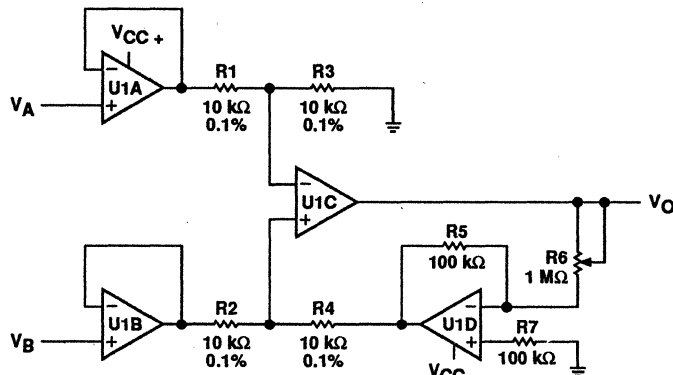 VCC +
U1A
VA
R1
10 kΩ
0.1%
R3
10 kΩ
0.1%
U1C
VO
R5
100 kΩ
R6
1 MΩ
U1B
VB
R2
10 kΩ
0.1%
R4
10 kΩ
0.1%
U1D
R7
100 kΩ
VCC